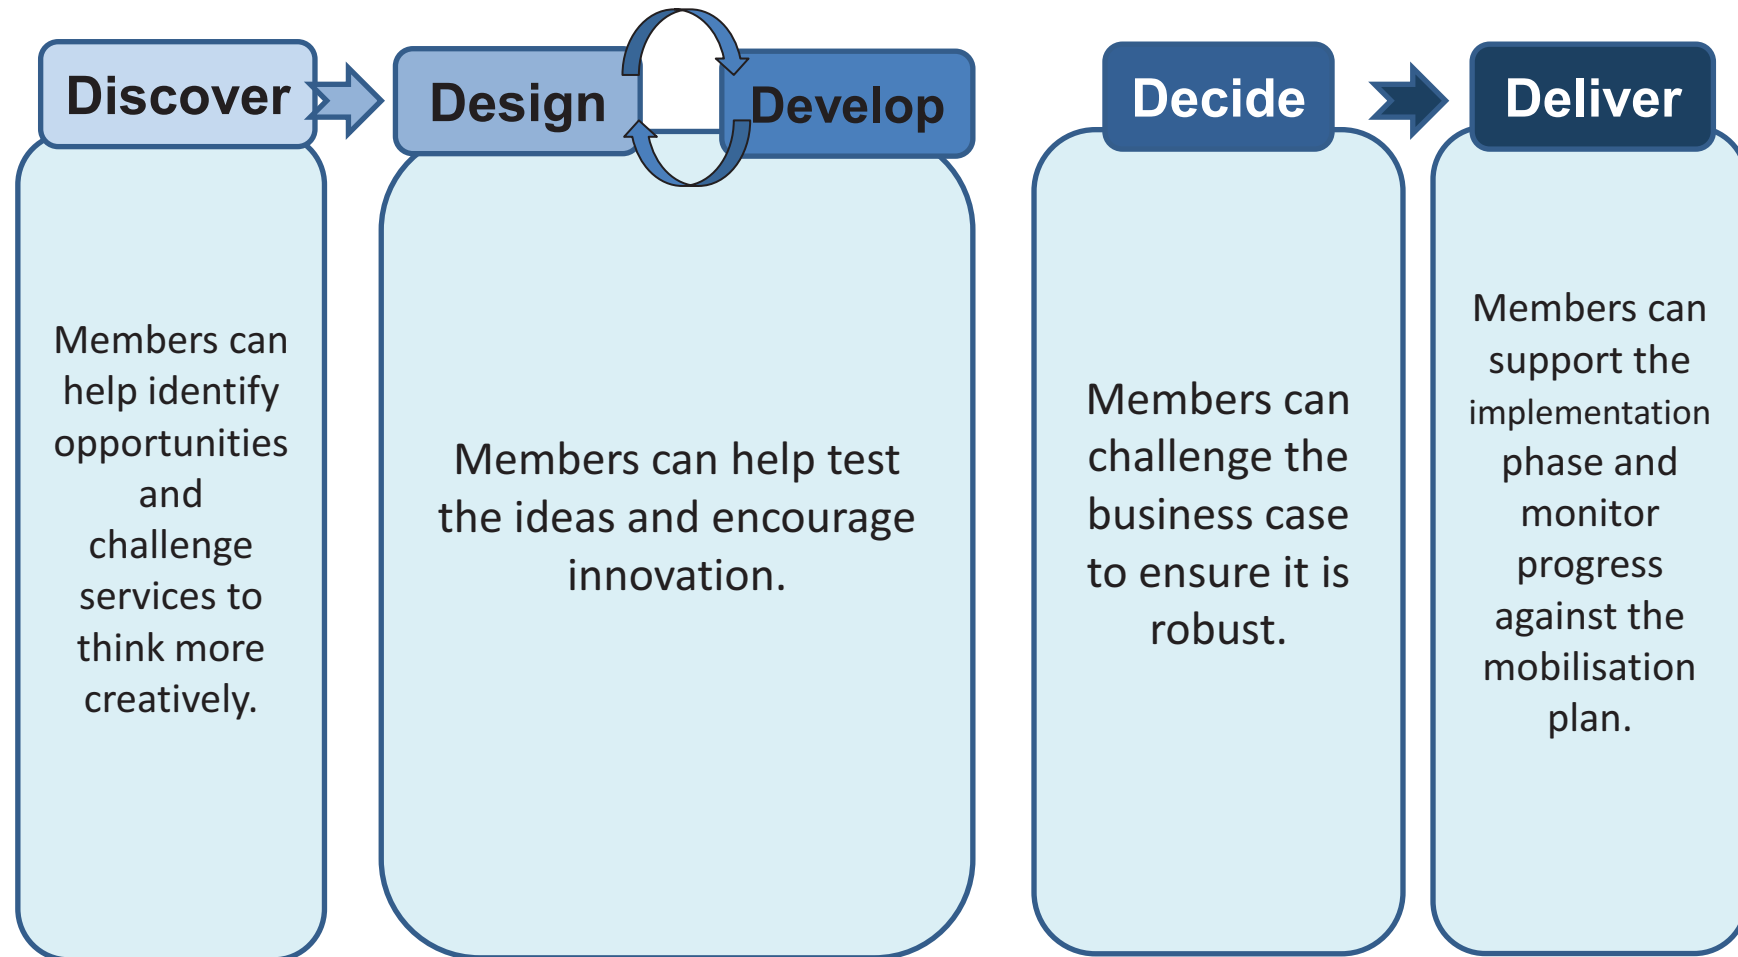 Discover
Design
Develop
Decide
Deliver
Members can
help identify
opportunities
and
challenge
services to
think more
creatively.
Members can help test
the ideas and encourage
innovation.
Members can
challenge the
business case
to ensure it is
robust.
Members can
support the
implementation
phase and
monitor
progress
against the
mobilisation
plan.